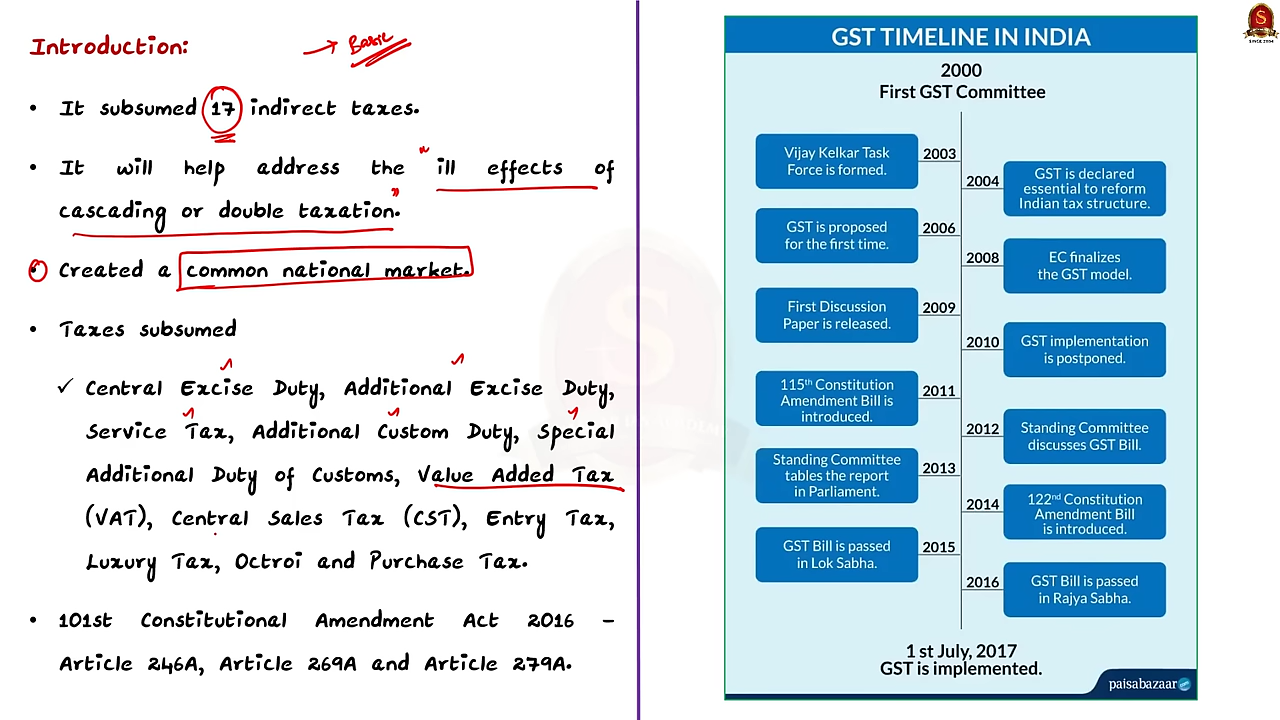 Introduction:
→ Basic
• It subsumed 17 indirect taxes.
• It will help address the "ill effects of
cascading or double taxation."
• Created a common national market.
• Taxes subsumed
✓ Central Excise Duty, Additional Excise Duty,
Service Tax, Additional Custom Duty, Special
Additional Duty of Customs, Value Added Tax
(VAT), Central Sales Tax (CST), Entry Tax,
Luxury Tax, Octroi and Purchase Tax.
• 101st Constitutional Amendment Act 2016 –
Article 246A, Article 269A and Article 279A.
GST TIMELINE IN INDIA
2000
First GST Committee
Vijay Kelkar Task
Force is formed.
2003
2004
GST is declared
essential to reform
Indian tax structure.
GST is proposed
for the first time.
2006
2008
EC finalizes
the GST model.
First Discussion
Paper is released.
2009
2010
GST implementation
is postponed.
115th Constitution
Amendment Bill is
introduced.
2011
2012
Standing Committee
discusses GST Bill.
Standing Committee
tables the report
in Parliament.
2013
2014
122nd Constitution
Amendment Bill
is introduced.
GST Bill is passed
in Lok Sabha.
2015
2016
GST Bill is passed
in Rajya Sabha.
1 st July, 2017
GST is implemented.
paisabazaar
S
SINCE 2004